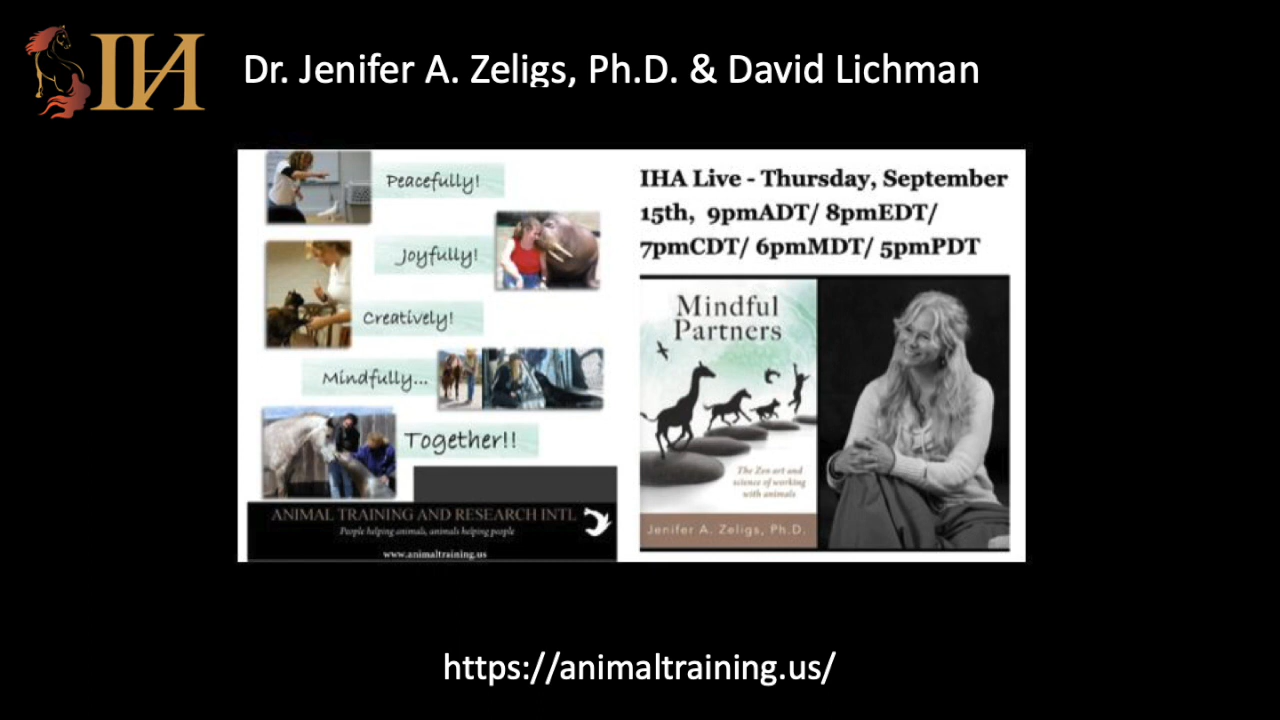 IHA
Dr. Jenifer A. Zeligs, Ph.D. & David Lichman
Peacefully!
Joyfully!
Creatively!
Mindfully...
Together!!
ANIMAL TRAINING AND RESEARCH INTL
People helping animals, animals helping people
www.animaltraining.us
IHA Live - Thursday, September
15th, 9pmADT/ 8pmEDT/
7pmCDT/ 6pmMDT/ 5pmPDT
Mindful
Partners
The Zen art and
science of working
with animals
Jenifer A. Zeligs, Ph.D.
https://animaltraining.us/